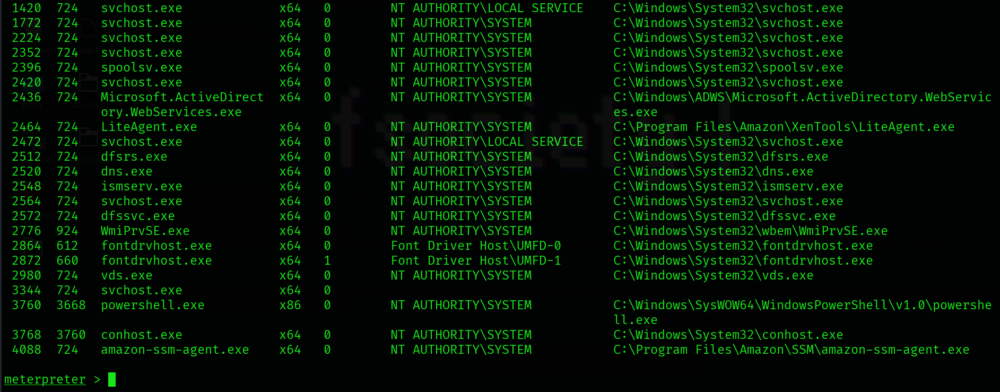 1420 724 svchost.exe x64 0 NT AUTHORITY\LOCAL SERVICE C:\Windows\System32\svchost.exe
1772 724 svchost.exe x64 0 NT AUTHORITY\SYSTEM C:\Windows\System32\svchost.exe
2224 724 svchost.exe x64 0 NT AUTHORITY\SYSTEM C:\Windows\System32\svchost.exe
2352 724 svchost.exe x64 0 NT AUTHORITY\SYSTEM C:\Windows\System32\svchost.exe
2396 724 spoolsv.exe x64 0 NT AUTHORITY\SYSTEM C:\Windows\System32\spoolsv.exe
2420 724 svchost.exe x64 0 NT AUTHORITY\SYSTEM C:\Windows\System32\svchost.exe
2436 724 Microsoft.ActiveDirect x64 0 NT AUTHORITY\SYSTEM C:\Windows\ADWS\Microsoft.ActiveDirectory.WebServic
ory.WebServices.exe es.exe
2464 724 LiteAgent.exe x64 0 NT AUTHORITY\SYSTEM C:\Program Files\Amazon\XenTools\LiteAgent.exe
2472 724 svchost.exe x64 0 NT AUTHORITY\LOCAL SERVICE C:\Windows\System32\svchost.exe
2512 724 dfsrs.exe x64 0 NT AUTHORITY\SYSTEM C:\Windows\System32\dfsrs.exe
2520 724 dns.exe x64 0 NT AUTHORITY\SYSTEM C:\Windows\System32\dns.exe
2548 724 ismserv.exe x64 0 NT AUTHORITY\SYSTEM C:\Windows\System32\ismserv.exe
2564 724 svchost.exe x64 0 NT AUTHORITY\SYSTEM C:\Windows\System32\svchost.exe
2572 724 dfssvc.exe x64 0 NT AUTHORITY\SYSTEM C:\Windows\System32\dfssvc.exe
2776 924 WmiPrvSE.exe x64 0 NT AUTHORITY\SYSTEM C:\Windows\System32\wbem\WmiPrvSE.exe
2864 612 fontdrvhost.exe x64 0 Font Driver Host\UMFD-0 C:\Windows\System32\fontdrvhost.exe
2872 660 fontdrvhost.exe x64 1 Font Driver Host\UMFD-1 C:\Windows\System32\fontdrvhost.exe
2980 724 vds.exe x64 0 NT AUTHORITY\SYSTEM C:\Windows\System32\vds.exe
3344 724 svchost.exe x64 0
3760 3668 powershell.exe x86 0 NT AUTHORITY\SYSTEM C:\Windows\SysWOW64\WindowsPowerShell\v1.0\powershe
ll.exe
3768 3760 conhost.exe x64 0 NT AUTHORITY\SYSTEM C:\Windows\System32\conhost.exe
4088 724 amazon-ssm-agent.exe x64 0 NT AUTHORITY\SYSTEM C:\Program Files\Amazon\SSM\amazon-ssm-agent.exe
meterpreter >
Home
wordlists